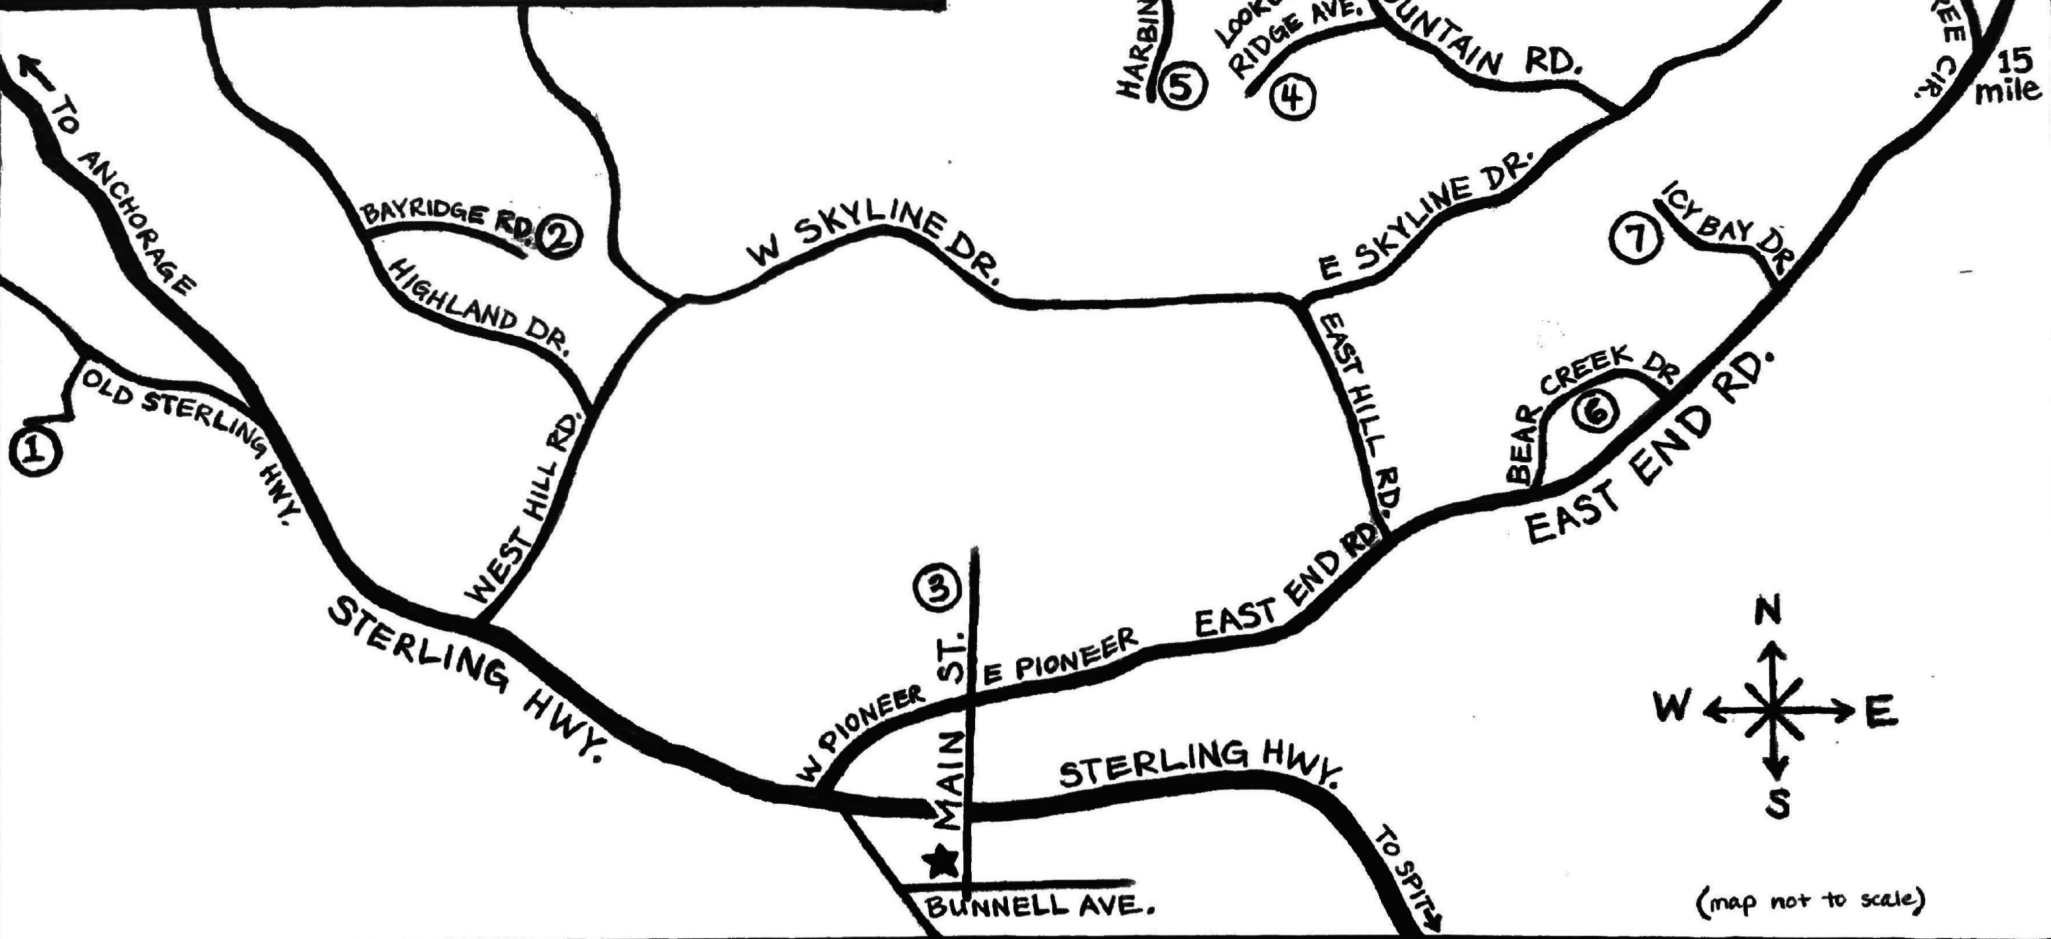 HARBIN
RIDGE AVE.
RD.
15
mile
CIR.
5
4
TO ANCHORAGE
BAYRIDGE RD.
2
W SKYLINE DR.
E SKYLINE DR.
ICY BAY DR
7
HIGHLAND DR.
OLD STERLING HWY.
1
WEST HILL RD.
EAST HILL RD.
BEAR CREEK DR
6
EAST END RD.
3
EAST END RD.
STERLING HWY.
MAIN ST.
E PIONEER
W PIONEER
STERLING HWY.
TO SPIT
BUNNELL AVE.
N
W
E
S
(map not to scale)